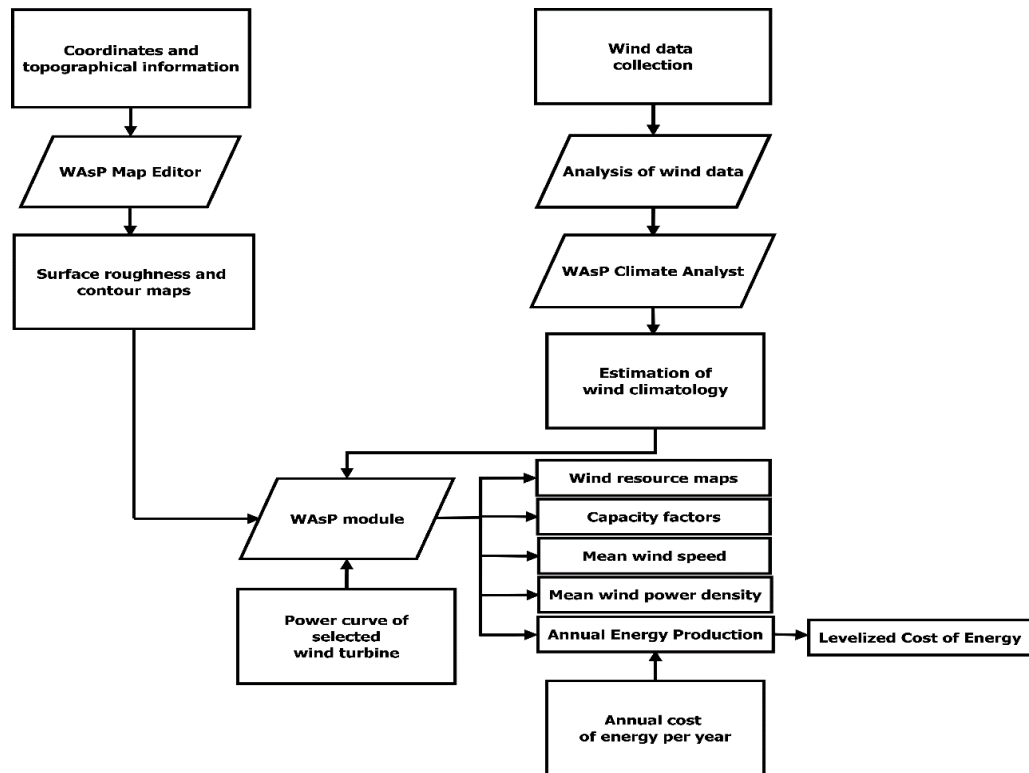 Coordinates and
topographical information
Wind data
collection
WAsP Map Editor
Analysis of wind data
Surface roughness and
contour maps
WAsP Climate Analyst
Estimation of
wind climatology
Wind resource maps
WAsP module
Capacity factors
Mean wind speed
Mean wind power density
Power curve of
selected
wind turbine
Annual Energy Production
Levelized Cost of Energy
Annual cost
of energy per year